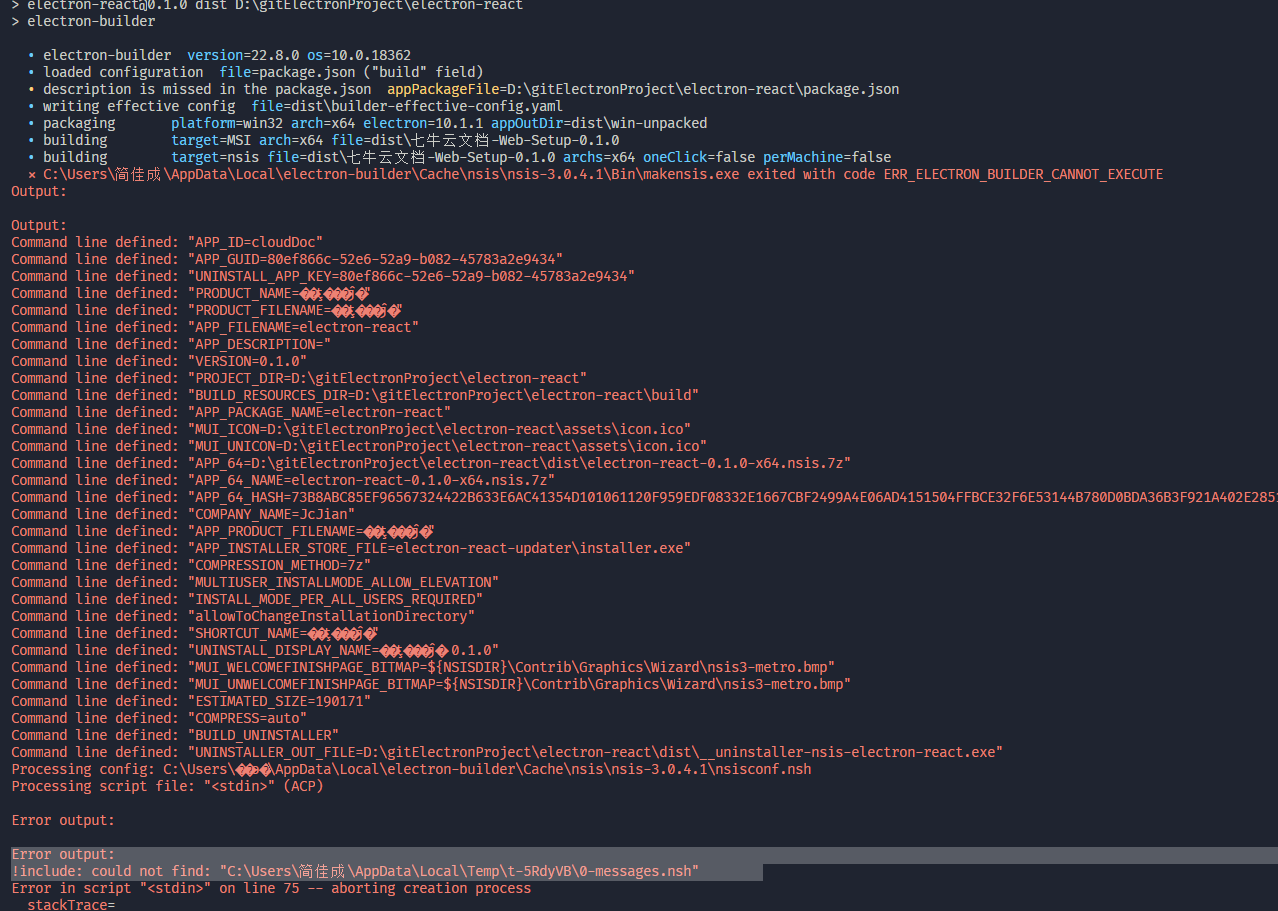 > electron-react@0.1.0 dist D:\gitElectronProject\electron-react
> electron-builder
• electron-builder version=22.8.0 os=10.0.18362
• loaded configuration file=package.json ("build" field)
• description is missed in the package.json appPackageFile=D:\gitElectronProject\electron-react\package.json
• writing effective config file=dist\builder-effective-config.yaml
• packaging platform=win32 arch=x64 electron=10.1.1 appOutDir=dist\win-unpacked
• building target=MSI arch=x64 file=dist\七牛云文档-Web-Setup-0.1.0
• building target=nsis file=dist\七牛云文档-Web-Setup-0.1.0 archs=x64 oneClick=false perMachine=false
× C:\Users\简佳成\AppData\Local\electron-builder\Cache\nsis\nsis-3.0.4.1\Bin\makensis.exe exited with code ERR_ELECTRON_BUILDER_CANNOT_EXECUTE
Output:
Output:
Command line defined: "APP_ID=cloudDoc"
Command line defined: "APP_GUID=80ef866c-52e6-52a9-b082-45783a2e9434"
Command line defined: "UNINSTALL_APP_KEY=80ef866c-52e6-52a9-b082-45783a2e9434"
Command line defined: "PRODUCT_NAME=
Command line defined: "PRODUCT_FILENAME=
Command line defined: "APP_FILENAME=electron-react"
Command line defined: "APP_DESCRIPTION="
Command line defined: "VERSION=0.1.0"
Command line defined: "PROJECT_DIR=D:\gitElectronProject\electron-react"
Command line defined: "BUILD_RESOURCES_DIR=D:\gitElectronProject\electron-react\build"
Command line defined: "APP_PACKAGE_NAME=electron-react"
Command line defined: "MUI_ICON=D:\gitElectronProject\electron-react\assets\icon.ico"
Command line defined: "MUI_UNICON=D:\gitElectronProject\electron-react\assets\icon.ico"
Command line defined: "APP_64=D:\gitElectronProject\electron-react\dist\electron-react-0.1.0-x64.nsis.7z"
Command line defined: "APP_64_NAME=electron-react-0.1.0-x64.nsis.7z"
Command line defined: "APP_64_HASH=73B8ABC85EF96567324422B633E6AC41354D101061120F959EDF08332E1667CBF2499A4E06AD4151504FFBCE32F6E53144B780D0BDA36B3F921A402E285
Command line defined: "COMPANY_NAME=JcJian"
Command line defined: "APP_PRODUCT_FILENAME=
Command line defined: "APP_INSTALLER_STORE_FILE=electron-react-updater\installer.exe"
Command line defined: "COMPRESSION_METHOD=7z"
Command line defined: "MULTIUSER_INSTALLMODE_ALLOW_ELEVATION"
Command line defined: "INSTALL_MODE_PER_ALL_USERS_REQUIRED"
Command line defined: "allowToChangeInstallationDirectory"
Command line defined: "SHORTCUT_NAME=
Command line defined: "UNINSTALL_DISPLAY_NAME= 0.1.0"
Command line defined: "MUI_WELCOMEFINISHPAGE_BITMAP=${NSISDIR}\Contrib\Graphics\Wizard\nsis3-metro.bmp"
Command line defined: "MUI_UNWELCOMEFINISHPAGE_BITMAP=${NSISDIR}\Contrib\Graphics\Wizard\nsis3-metro.bmp"
Command line defined: "ESTIMATED_SIZE=190171"
Command line defined: "COMPRESS=auto"
Command line defined: "BUILD_UNINSTALLER"
Command line defined: "UNINSTALLER_OUT_FILE=D:\gitElectronProject\electron-react\dist\__uninstaller-nsis-electron-react.exe"
Processing config: C:\Users\ \AppData\Local\electron-builder\Cache\nsis\nsis-3.0.4.1\nsisconf.nsh
Processing script file: "<stdin>" (ACP)
Error output:
Error output:
!include: could not find: "C:\Users\简佳成\AppData\Local\Temp\t-5RdyVB\0-messages.nsh"
Error in script "<stdin>" on line 75 -- aborting creation process
stackTrace=